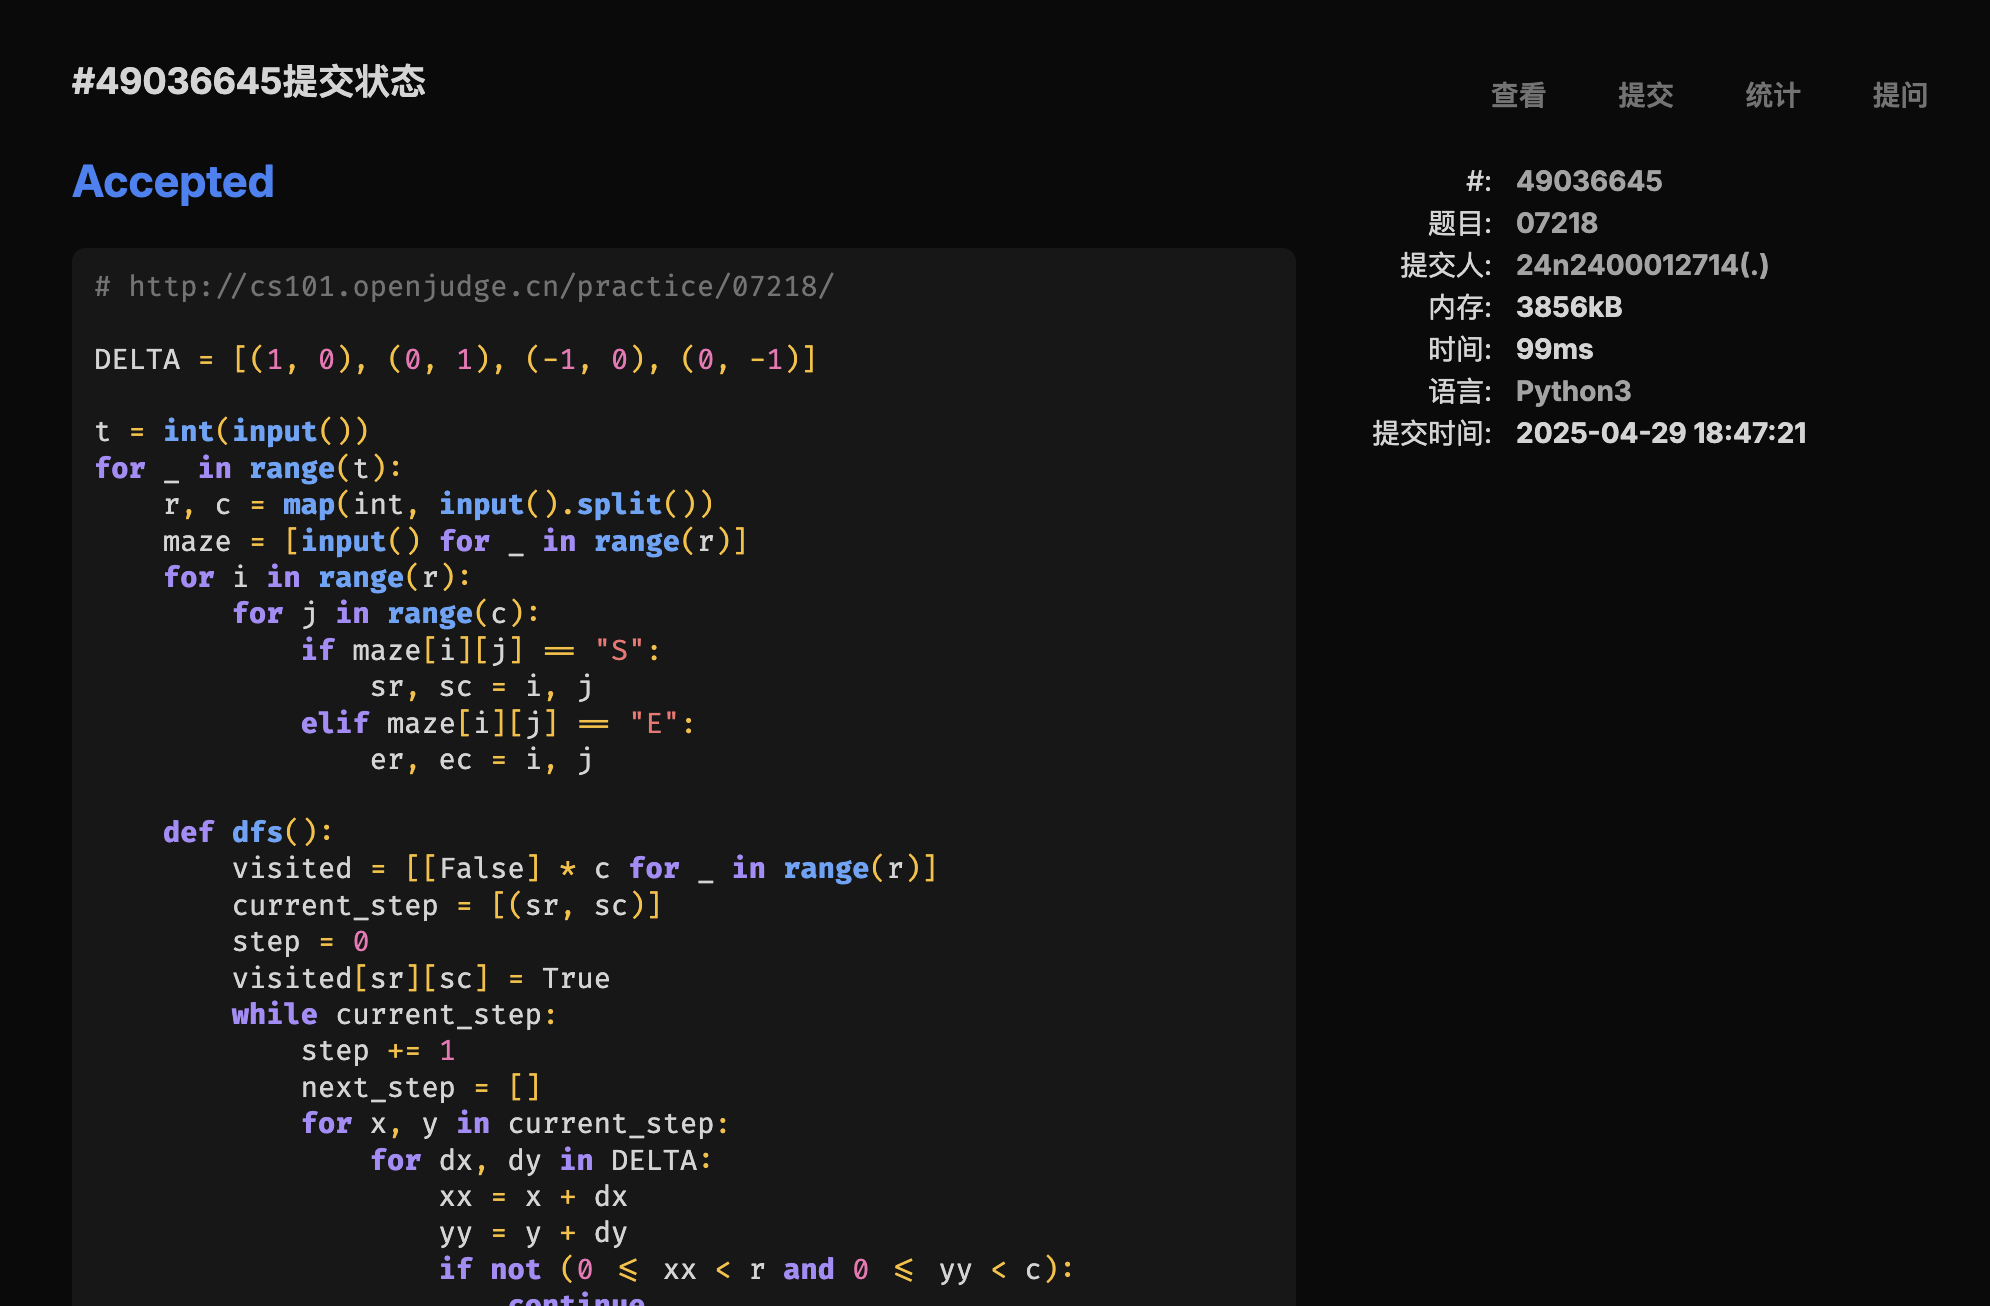 #49036645提交状态
查看 提交 统计 提问
Accepted
# http://cs101.openjudge.cn/practice/07218/
DELTA = [(1, 0), (0, 1), (-1, 0), (0, -1)]
t = int(input())
for _ in range(t):
    r, c = map(int, input().split())
    maze = [input() for _ in range(r)]
    for i in range(r):
        for j in range(c):
            if maze[i][j] == "S":
                sr, sc = i, j
            elif maze[i][j] == "E":
                er, ec = i, j
    def dfs():
        visited = [[False] * c for _ in range(r)]
        current_step = [(sr, sc)]
        step = 0
        visited[sr][sc] = True
        while current_step:
            step += 1
            next_step = []
            for x, y in current_step:
                for dx, dy in DELTA:
                    xx = x + dx
                    yy = y + dy
                    if not (0 <= xx < r and 0 <= yy < c):
                        continue
#: 49036645
题目: 07218
提交人: 24n2400012714(.)
内存: 3856kB
时间: 99ms
语言: Python3
提交时间: 2025-04-29 18:47:21